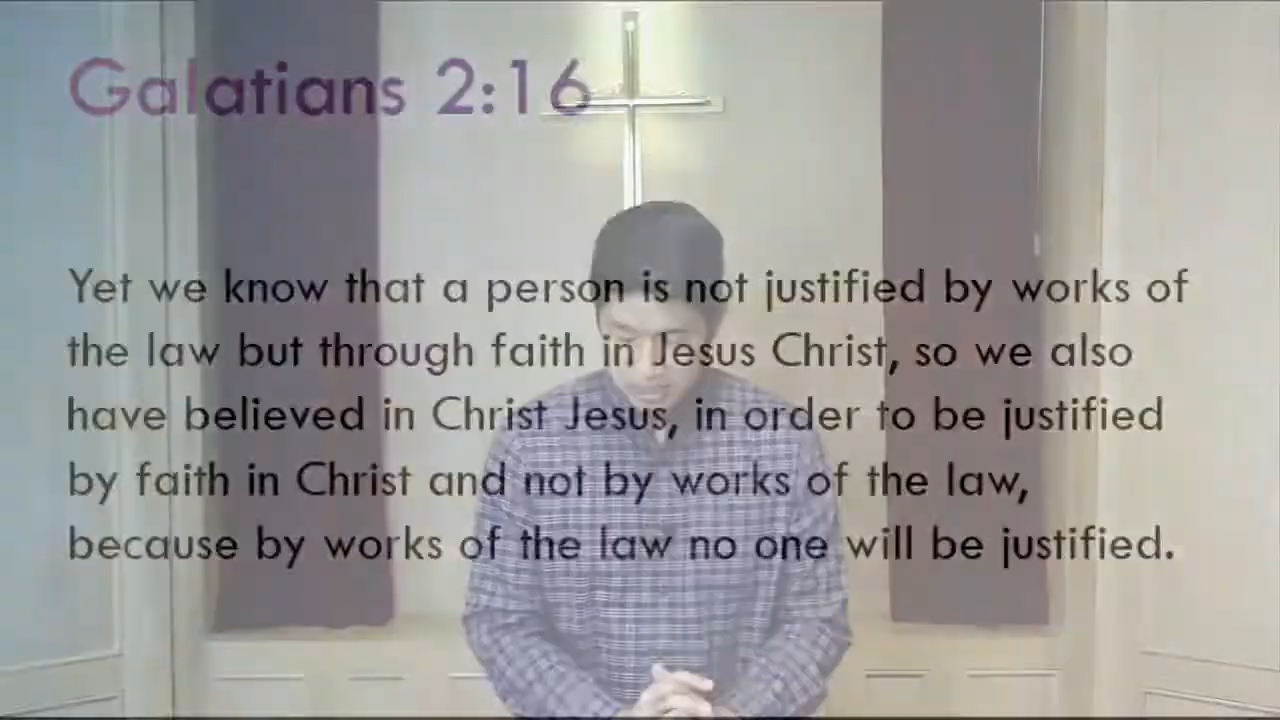 Galatians 2:16
Yet we know that a person is not justified by works of
the law but through faith in Jesus Christ, so we also
have believed in Christ Jesus, in order to be justified
by faith in Christ and not by works of the law,
because by works of the law no one will be justified.